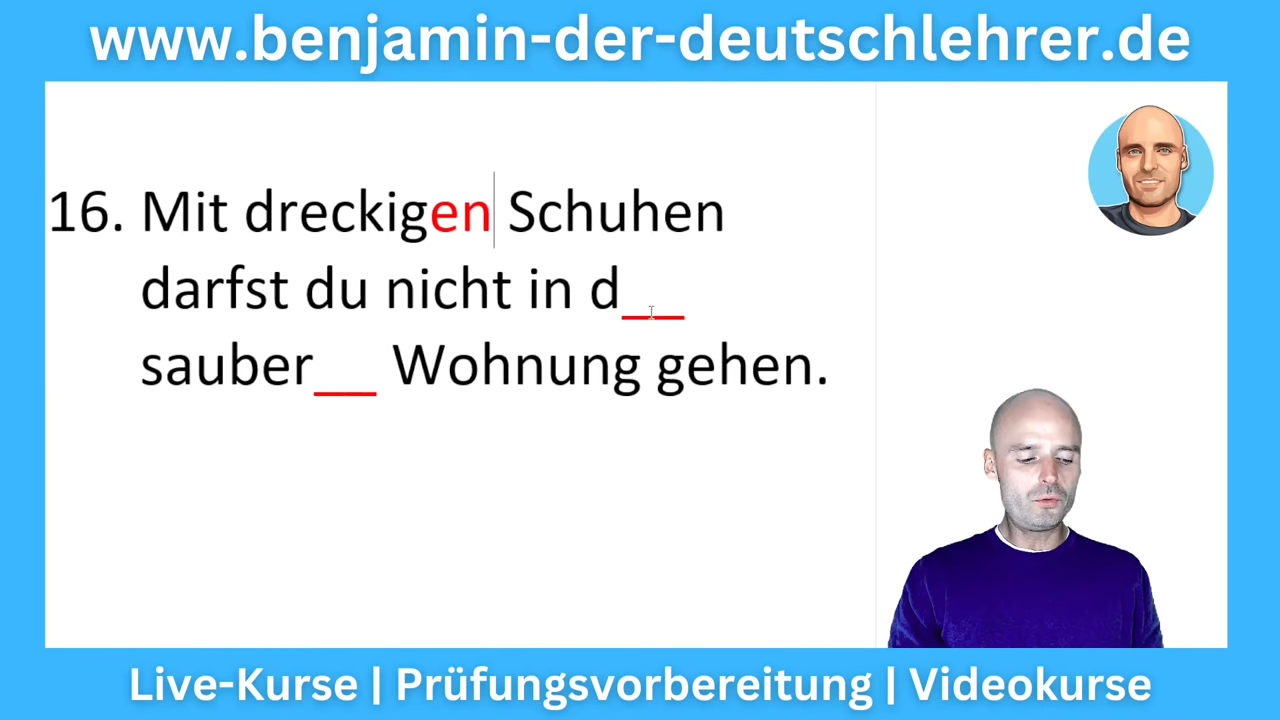 www.benjamin-der-deutschlehrer.de
16. Mit dreckigen Schuhen
darfst du nicht in d__
sauber__ Wohnung gehen.
Live-Kurse | Prüfungsvorbereitung | Videokurse